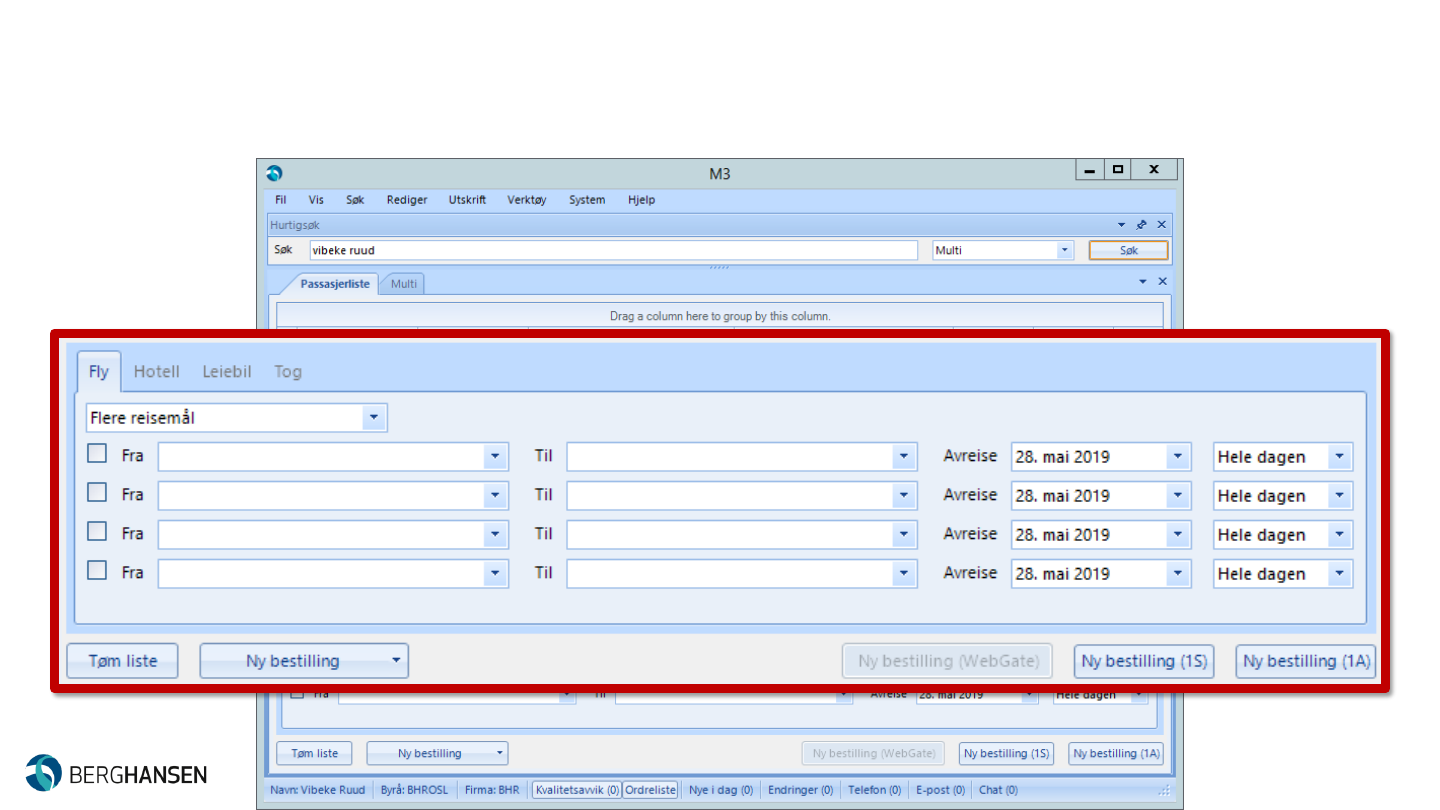 M3
Fil Vis Søk Rediger Utskrift Verktøy System Hjelp
Hurtigsøk
Søk vibeke ruud Multi Søk
Passasjerliste Multi
Drag a column here to group by this column.
Fly Hotell Leiebil Tog
Flere reisemål
Fra Til Avreise 28. mai 2019 Hele dagen
Fra Til Avreise 28. mai 2019 Hele dagen
Fra Til Avreise 28. mai 2019 Hele dagen
Fra Til Avreise 28. mai 2019 Hele dagen
Tøm liste Ny bestilling Ny bestilling (WebGate) Ny bestilling (1S) Ny bestilling (1A)
Fra Til Avreise 28. mai 2019 Hele dagen
Tøm liste Ny bestilling Ny bestilling (WebGate) Ny bestilling (1S) Ny bestilling (1A)
BERGHANSEN
Navn: Vibeke Ruud Byrå: BHROSL Firma: BHR Kvalitetsavvik (0) Ordreliste Nye i dag (0) Endringer (0) Telefon (0) E-post (0) Chat (0)